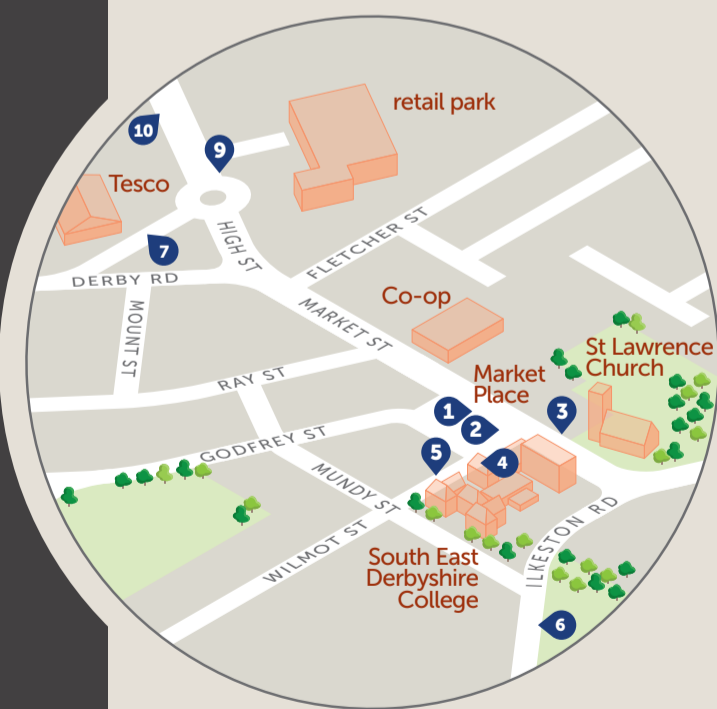 retail park
10
9
Tesco
HIGH ST
7
FLETCHER ST
DERBY RD
Co-op
MARKET ST
MOUNT ST
St Lawrence
Church
Market
Place
RAY ST
1
2
3
GODFREY ST
5
4
MUNDY ST
WILMOT ST
ILKESTON RD
South East
Derbyshire
College
6